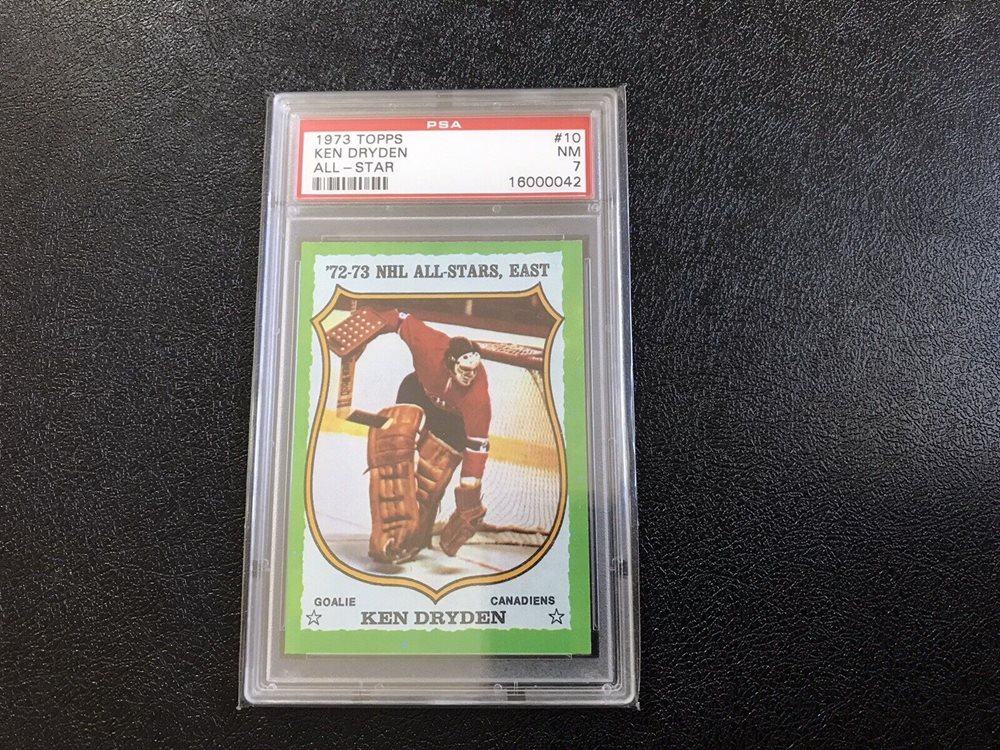 PSA
1973 TOPPS #10
KEN DRYDEN NM
ALL-STAR 7
16000042
'72-73 NHL ALL-STARS, EAST
GOALIE CANADIENS
KEN DRYDEN